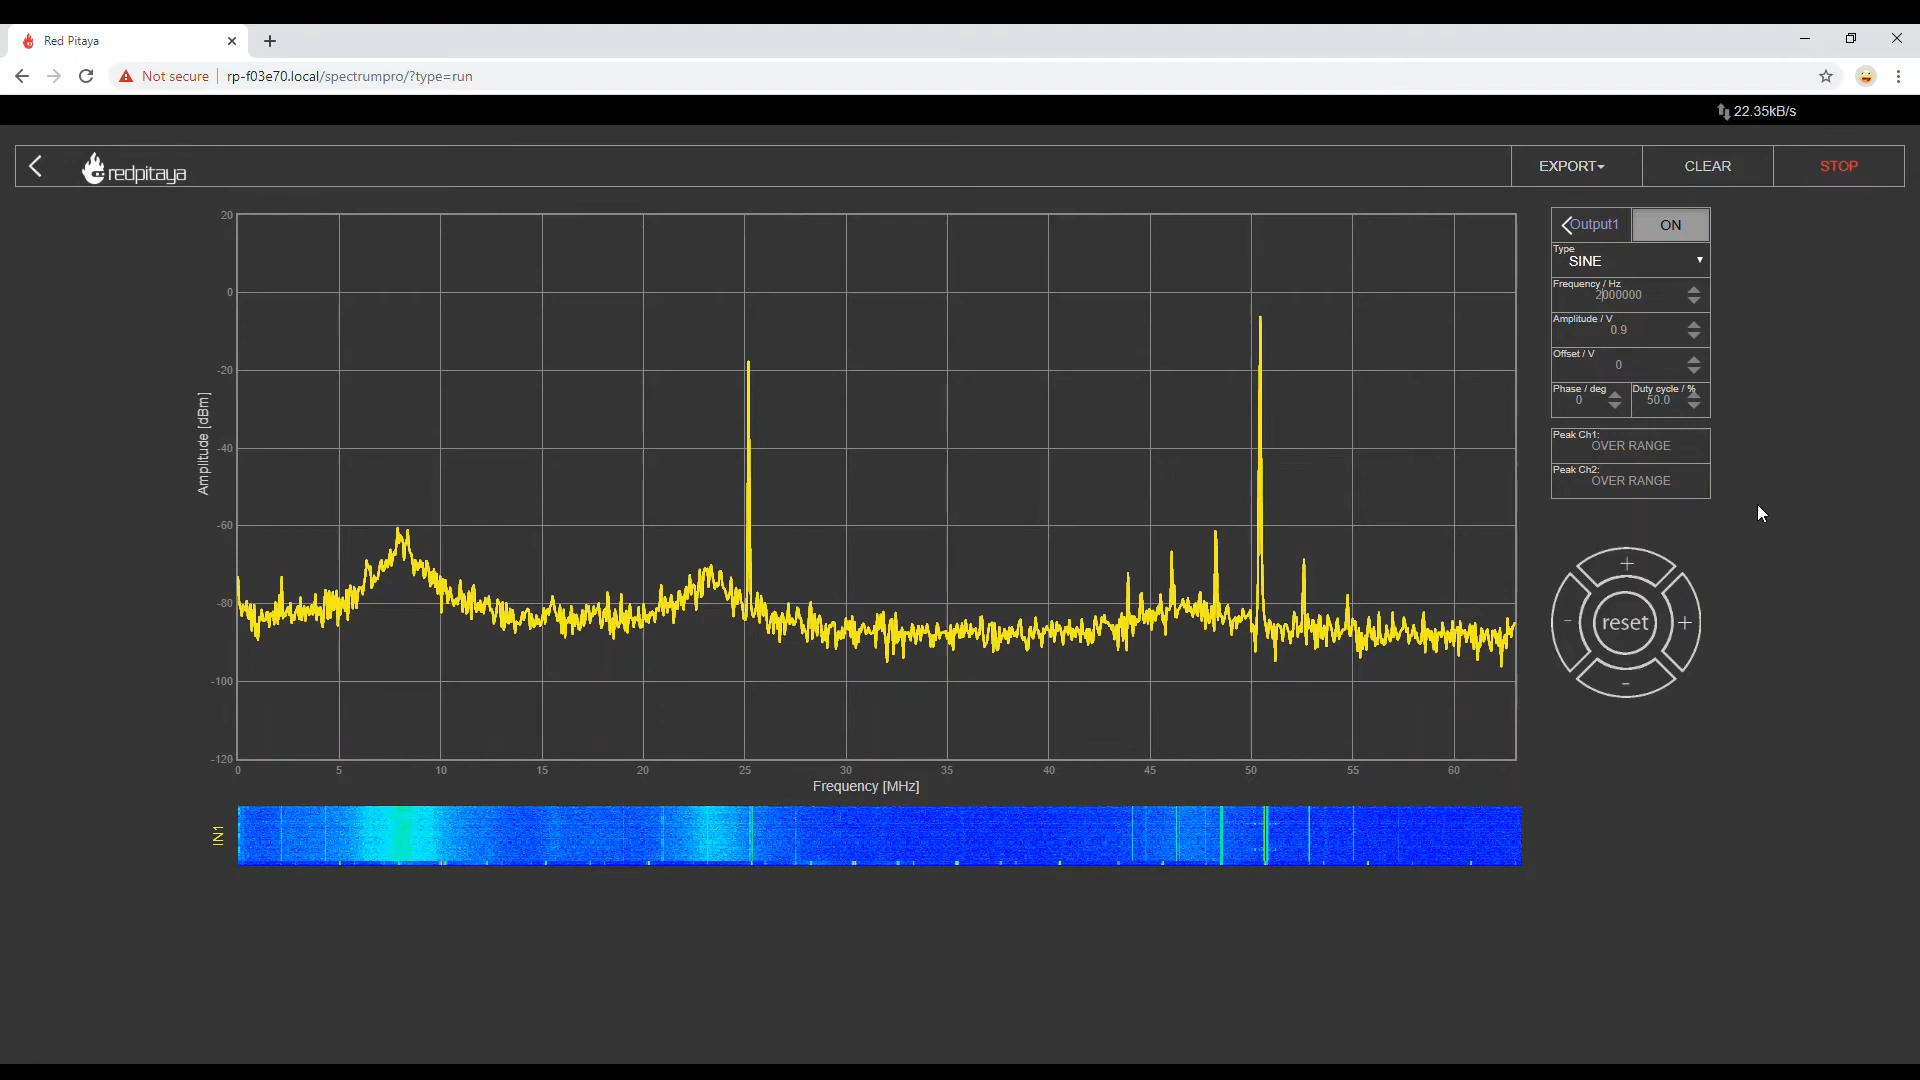 Red Pitaya
Not secure
rp-f03e70.local/spectrumpro/?type=run
22.35kB/s
redpitaya
EXPORT
CLEAR
STOP
20
0
-20
-40
-60
-80
-100
-120
Amplitude [dBm]
0 5 10 15 20 25 30 35 40 45 50 55 60
Frequency [MHz]
IN1
Output1
ON
Type
SINE
Frequency / Hz
2000000
Amplitude / V
0.9
Offset / V
0
Phase / deg
0
Duty cycle / %
50.0
Peak Ch1:
OVER RANGE
Peak Ch2:
OVER RANGE
+
- reset +
-